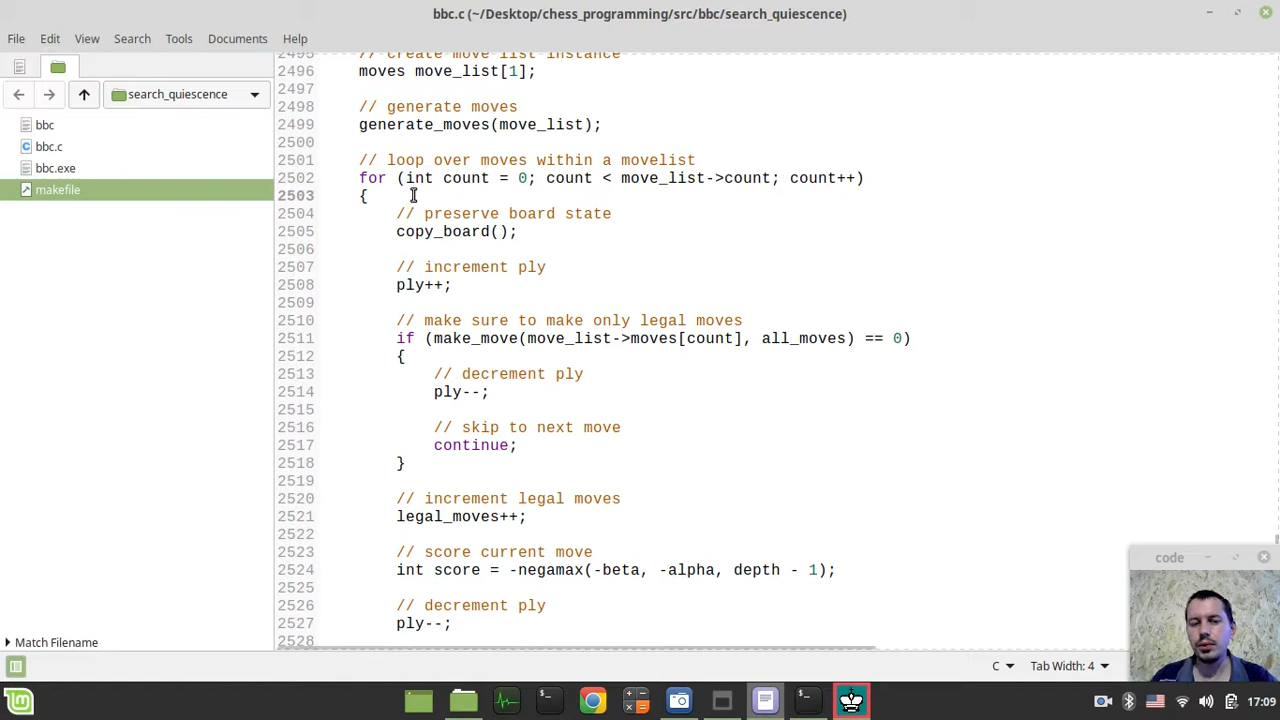 bbc.c (~/Desktop/chess_programming/src/bbc/search_quiescence)
File Edit View Search Tools Documents Help
search_quiescence
bbc
bbc.c
bbc.exe
makefile
Match Filename
2495 // create move list instance
2496 moves move_list[1];
2497
2498 // generate moves
2499 generate_moves(move_list);
2500
2501 // loop over moves within a movelist
2502 for (int count = 0; count < move_list->count; count++)
2503 {
2504 // preserve board state
2505 copy_board();
2506
2507 // increment ply
2508 ply++;
2509
2510 // make sure to make only legal moves
2511 if (make_move(move_list->moves[count], all_moves) == 0)
2512 {
2513 // decrement ply
2514 ply--;
2515
2516 // skip to next move
2517 continue;
2518 }
2519
2520 // increment legal moves
2521 legal_moves++;
2522
2523 // score current move
2524 int score = -negamax(-beta, -alpha, depth - 1);
2525
2526 // decrement ply
2527 ply--;
2528
code
C Tab Width: 4
17:09